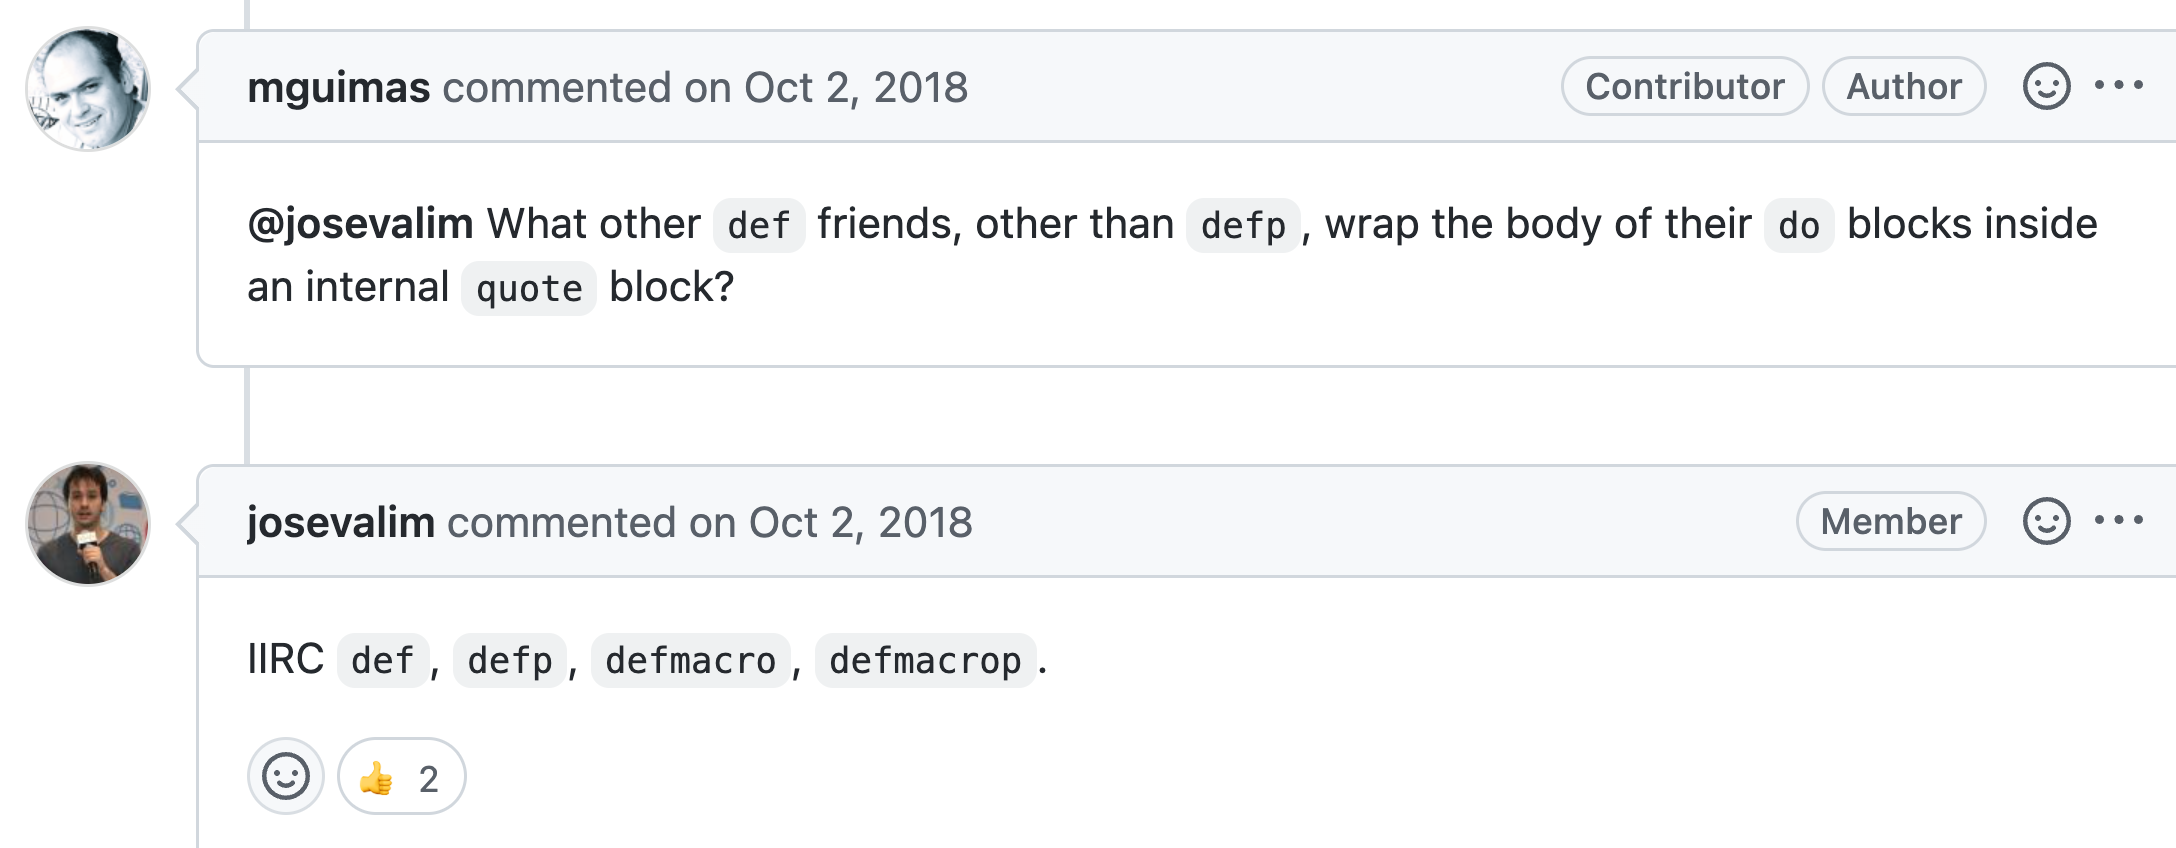 mguimas commented on Oct 2, 2018 Contributor Author
@josevalim What other def friends, other than defp, wrap the body of their do blocks inside
an internal quote block?
josevalim commented on Oct 2, 2018 Member
IIRC def, defp, defmacro, defmacrop.
👍 2